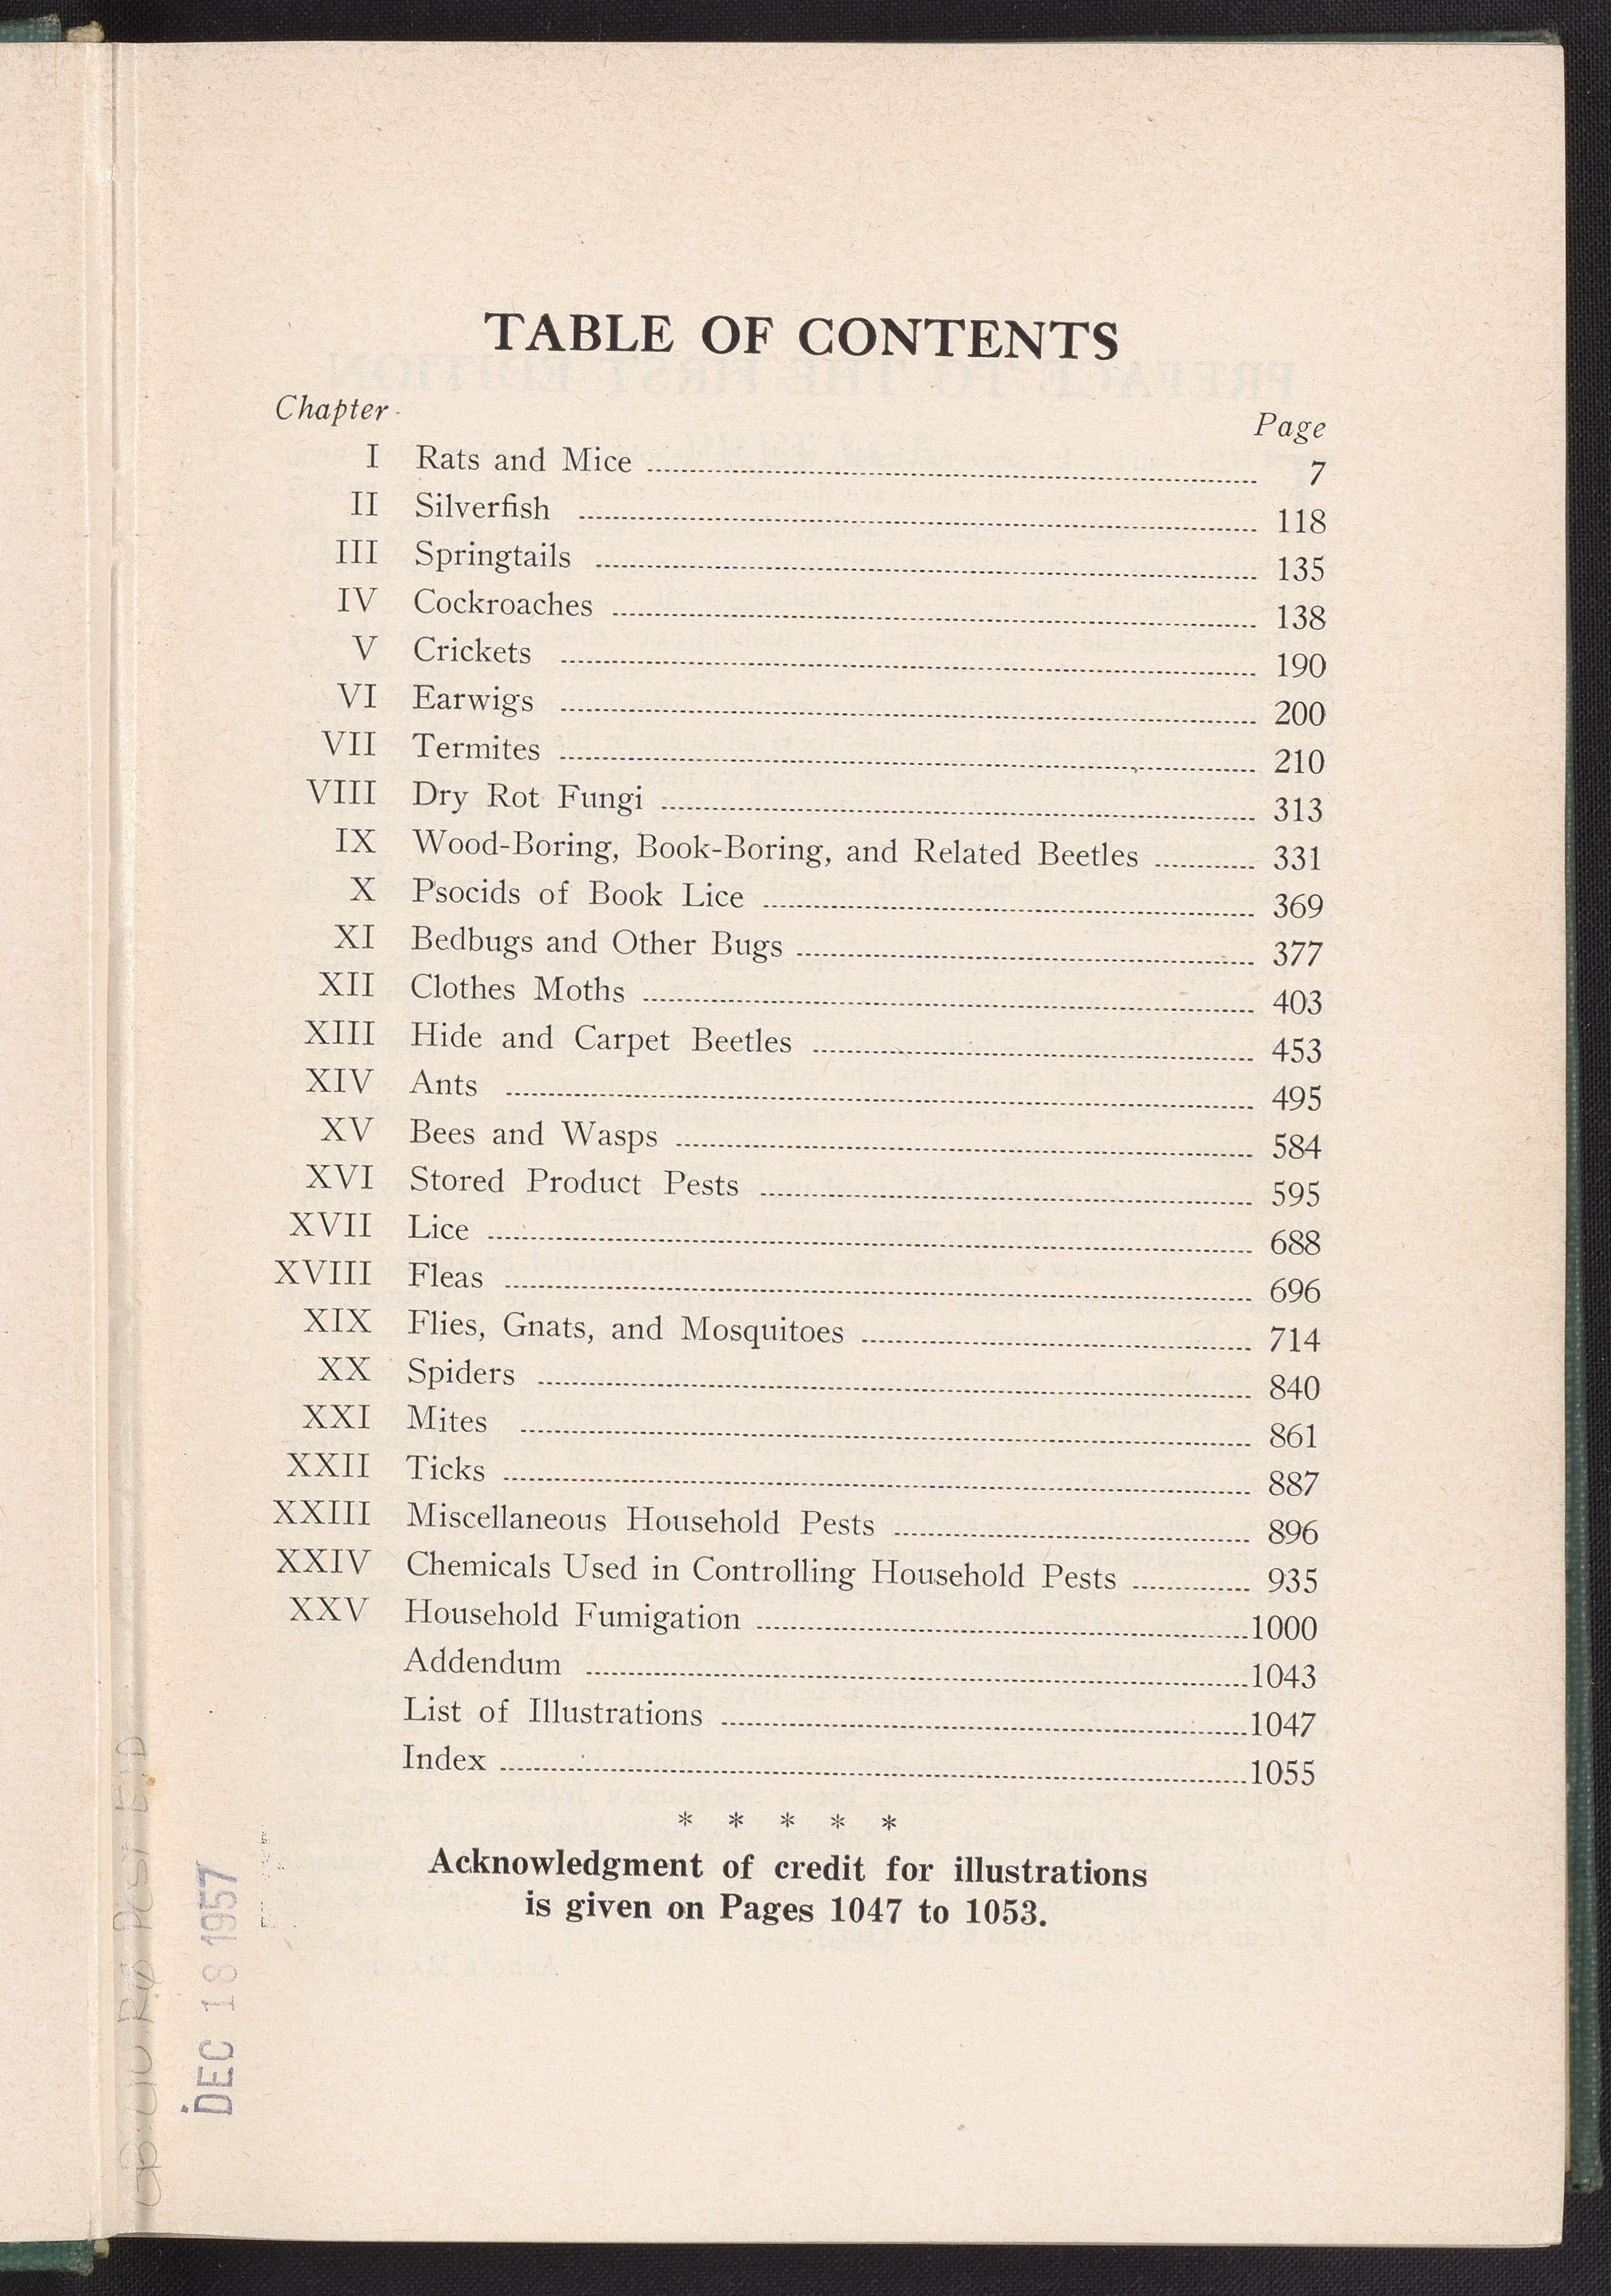 TABLE OF CONTENTS
Chapter Page
I Rats and Mice 7
II Silverfish 118
III Springtails 135
IV Cockroaches 138
V Crickets 190
VI Earwigs 200
VII Termites 210
VIII Dry Rot Fungi 313
IX Wood-Boring, Book-Boring, and Related Beetles 331
X Psocids of Book Lice 369
XI Bedbugs and Other Bugs 377
XII Clothes Moths 403
XIII Hide and Carpet Beetles 453
XIV Ants 495
XV Bees and Wasps 584
XVI Stored Product Pests 595
XVII Lice 688
XVIII Fleas 696
XIX Flies, Gnats, and Mosquitoes 714
XX Spiders 840
XXI Mites 861
XXII Ticks 887
XXIII Miscellaneous Household Pests 896
XXIV Chemicals Used in Controlling Household Pests 935
XXV Household Fumigation 1000
Addendum 1043
List of Illustrations 1047
Index 1055
* * * * *
Acknowledgment of credit for illustrations
is given on Pages 1047 to 1053.
DEC 18 1957